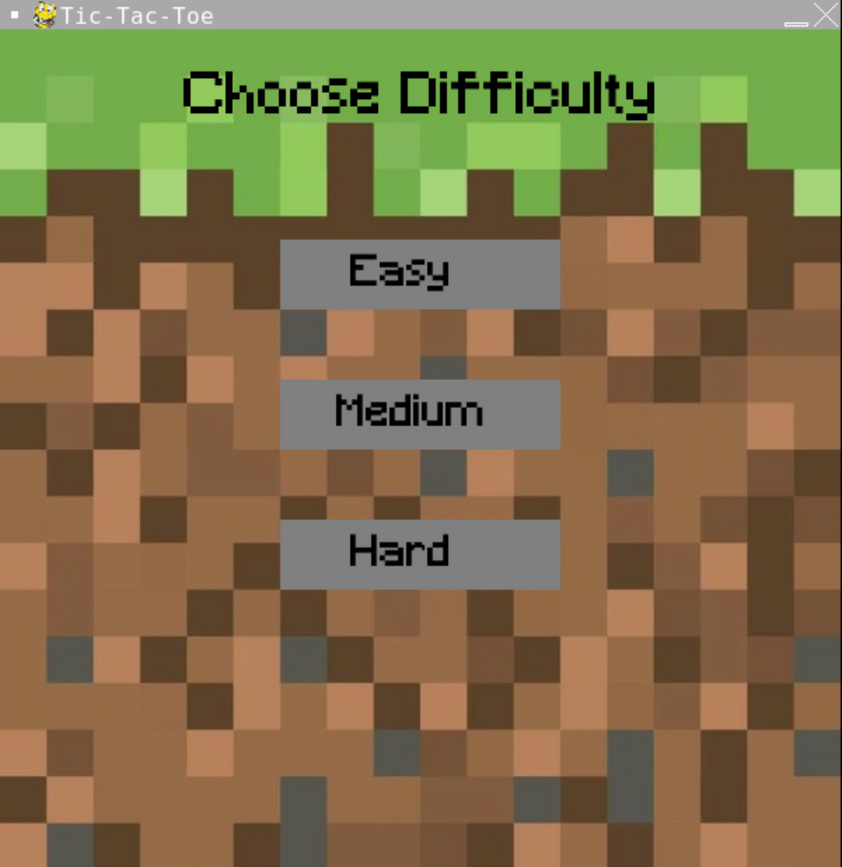 Tic-Tac-Toe
Choose Difficulty
Easy
Medium
Hard